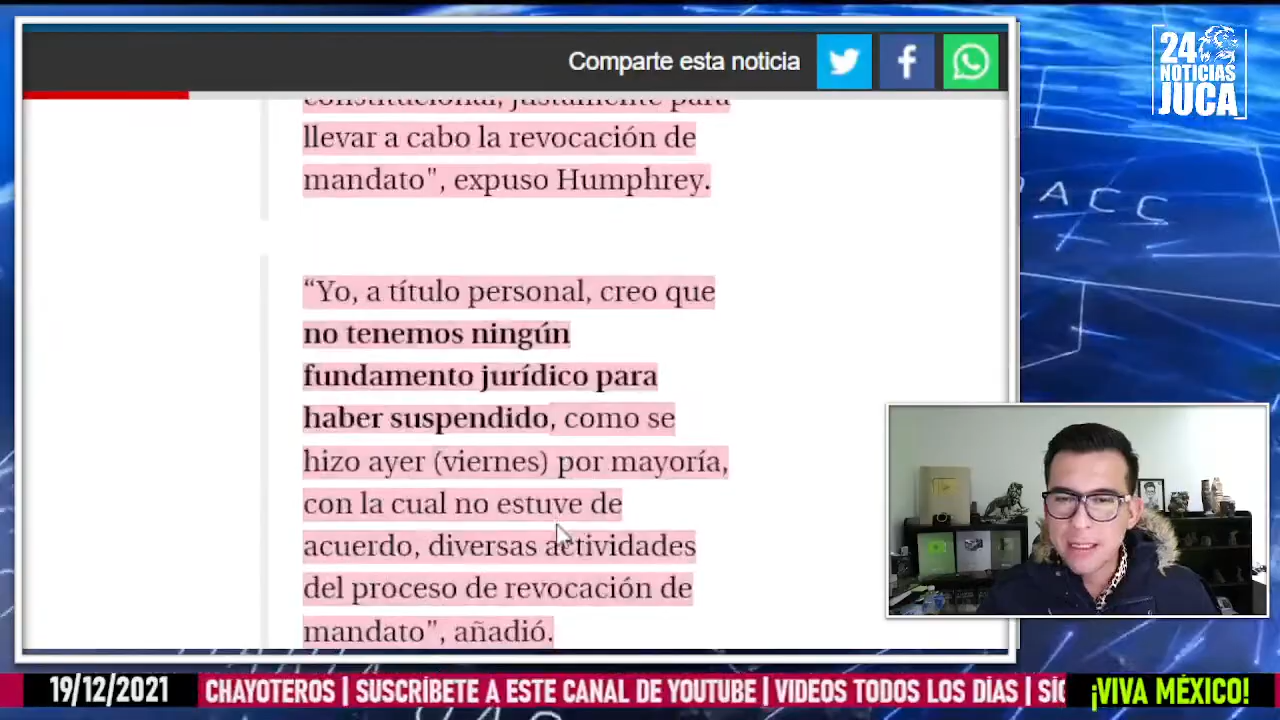 Comparte esta noticia
24
NOTICIAS
JUCA
constitucional, justamente para
llevar a cabo la revocación de
mandato", expuso Humphrey.
“Yo, a título personal, creo que
no tenemos ningún
fundamento jurídico para
haber suspendido, como se
hizo ayer (viernes) por mayoría,
con la cual no estuve de
acuerdo, diversas actividades
del proceso de revocación de
mandato", añadió.
19/12/2021
CHAYOTEROS | SUSCRÍBETE A ESTE CANAL DE YOUTUBE | VIDEOS TODOS LOS DÍAS |
¡VIVA MÉXICO!